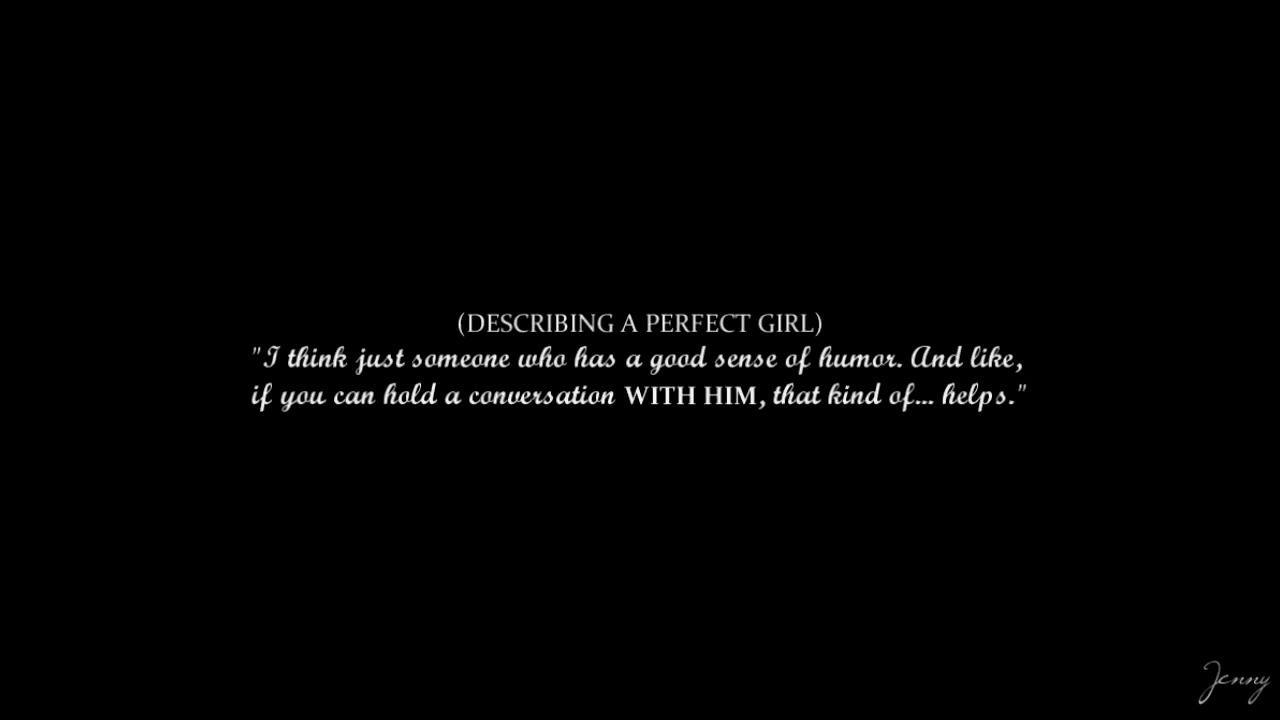 (DESCRIBING A PERFECT GIRL)
"I think just someone who has a good sense of humor. And like,
if you can hold a conversation WITH HIM, that kind of... helps."
Jenny